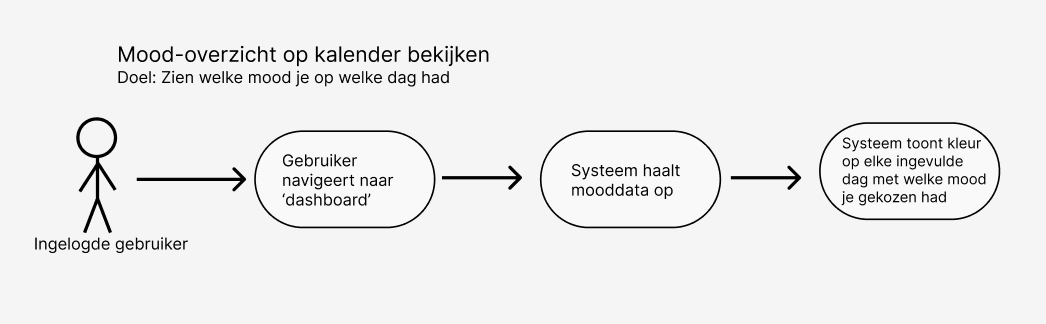 Mood-overzicht op kalender bekijken
Doel: Zien welke mood je op welke dag had
Ingelogde gebruiker
Gebruiker
navigeert naar
‘dashboard’
Systeem haalt
mooddata op
Systeem toont kleur
op elke ingevulde
dag met welke mood
je gekozen had